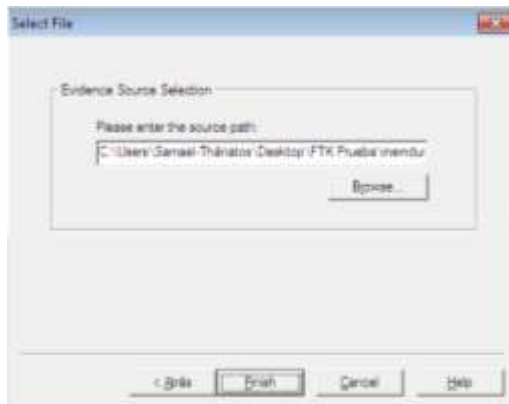 Select File
Evidence Source Selection
Please enter the source path:
C:\Users\Samael-Thánatos\Desktop\FTK Prueba\memdu
Browse...
< Atrás
Finish
Cancel
Help